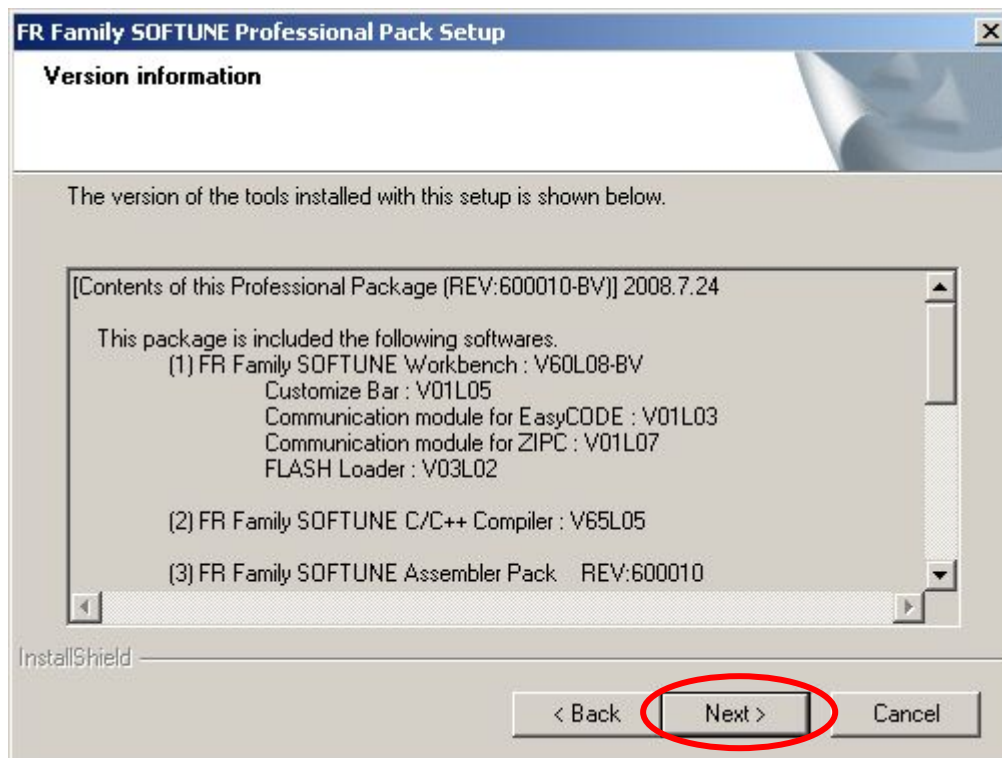 FR Family SOFTUNE Professional Pack Setup
Version information
The version of the tools installed with this setup is shown below.
[Contents of this Professional Package (REV:600010-BV)] 2008.7.24
This package is included the following softwares.
(1) FR Family SOFTUNE Workbench : V60L08-BV
Customize Bar : V01L05
Communication module for EasyCODE : V01L03
Communication module for ZIPC : V01L07
FLASH Loader : V03L02
(2) FR Family SOFTUNE C/C++ Compiler : V65L05
(3) FR Family SOFTUNE Assembler Pack REV:600010
InstallShield
< Back Next > Cancel